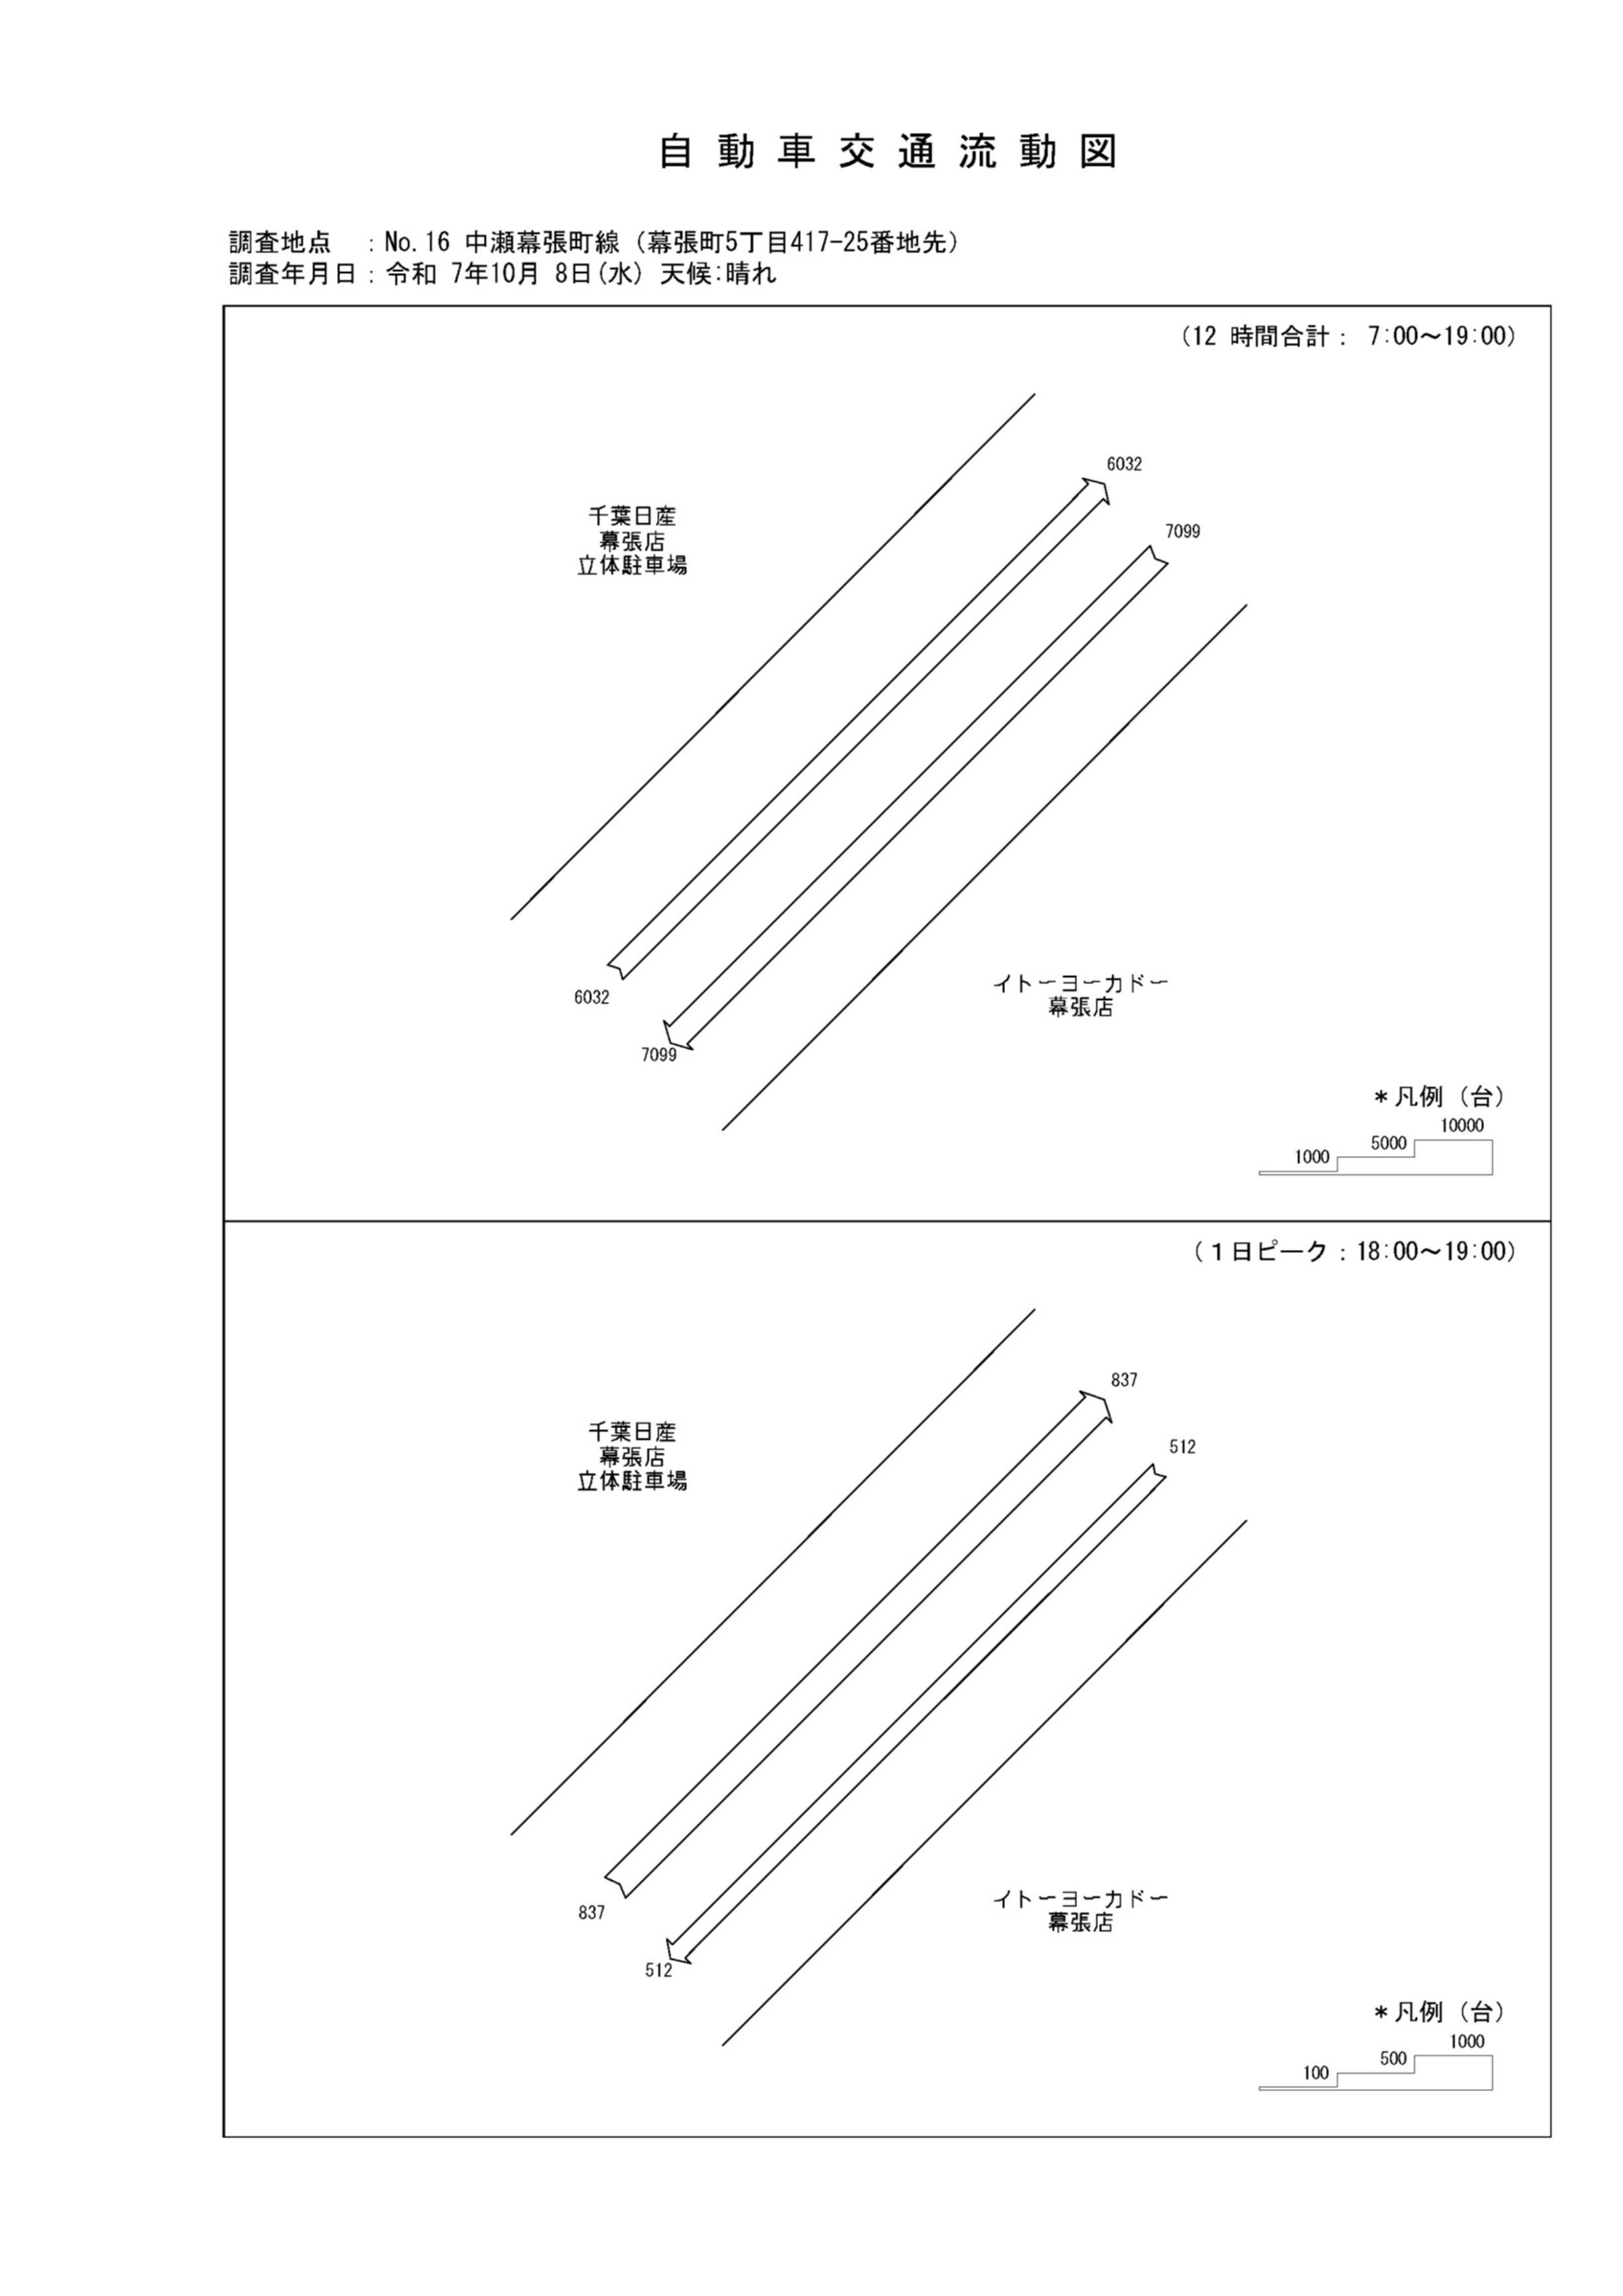 自動車交通流動図
調査地点 : No.16 中瀬幕張町線 (幕張町5丁目417-25番地先)
調査年月日 : 令和 7年10月 8日(水) 天候:晴れ
(12 時間合計 : 7:00〜19:00)
6032
7099
千葉日産
幕張店
立体駐車場
6032
7099
イトーヨーカドー
幕張店
*凡例 (台)
10000
5000
1000
(1日ピーク : 18:00〜19:00)
837
512
千葉日産
幕張店
立体駐車場
837
512
イトーヨーカドー
幕張店
*凡例 (台)
1000
500
100